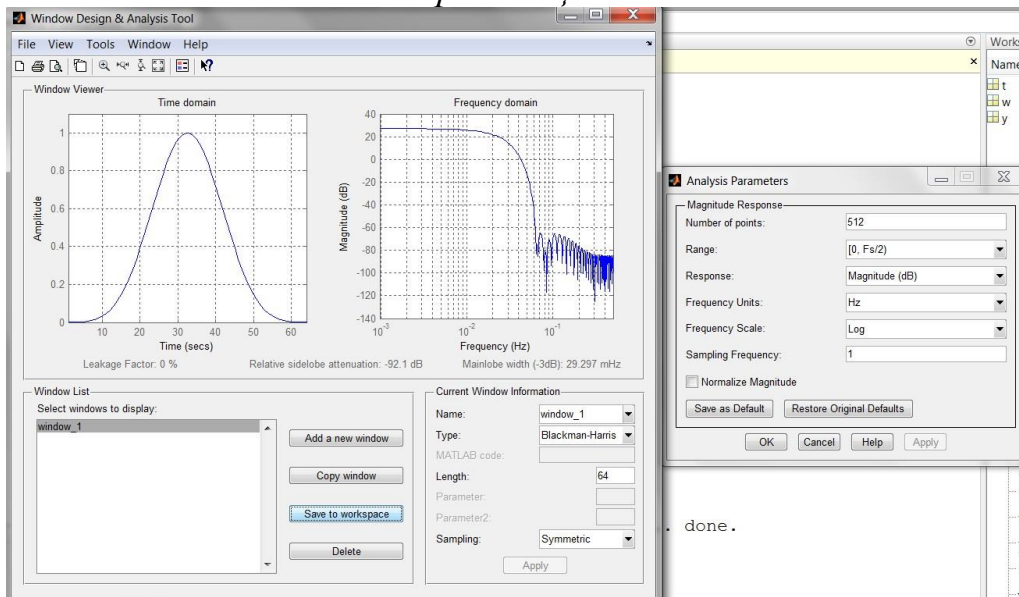 Window Design & Analysis Tool
File View Tools Window Help
Window Viewer
Time domain
Frequency domain
Amplitude
1
0.8
0.6
0.4
0.2
0
10 20 30 40 50 60
Time (secs)
Magnitude (dB)
40
20
0
-20
-40
-60
-80
-100
-120
-140
10-3 10-2 10-1
Frequency (Hz)
Leakage Factor: 0 % Relative sidelobe attenuation: -92.1 dB Mainlobe width (-3dB): 29.297 mHz
Window List
Select windows to display:
window_1
Add a new window
Copy window
Save to workspace
Delete
Current Window Information
Name: window_1
Type: Blackman-Harris
MATLAB code:
Length: 64
Parameter:
Parameter2:
Sampling: Symmetric
Apply
Works
Name
t
w
y
Analysis Parameters
Magnitude Response
Number of points: 512
Range: [0, Fs/2)
Response: Magnitude (dB)
Frequency Units: Hz
Frequency Scale: Log
Sampling Frequency: 1
Normalize Magnitude
Save as Default Restore Original Defaults
OK Cancel Help Apply
. done.